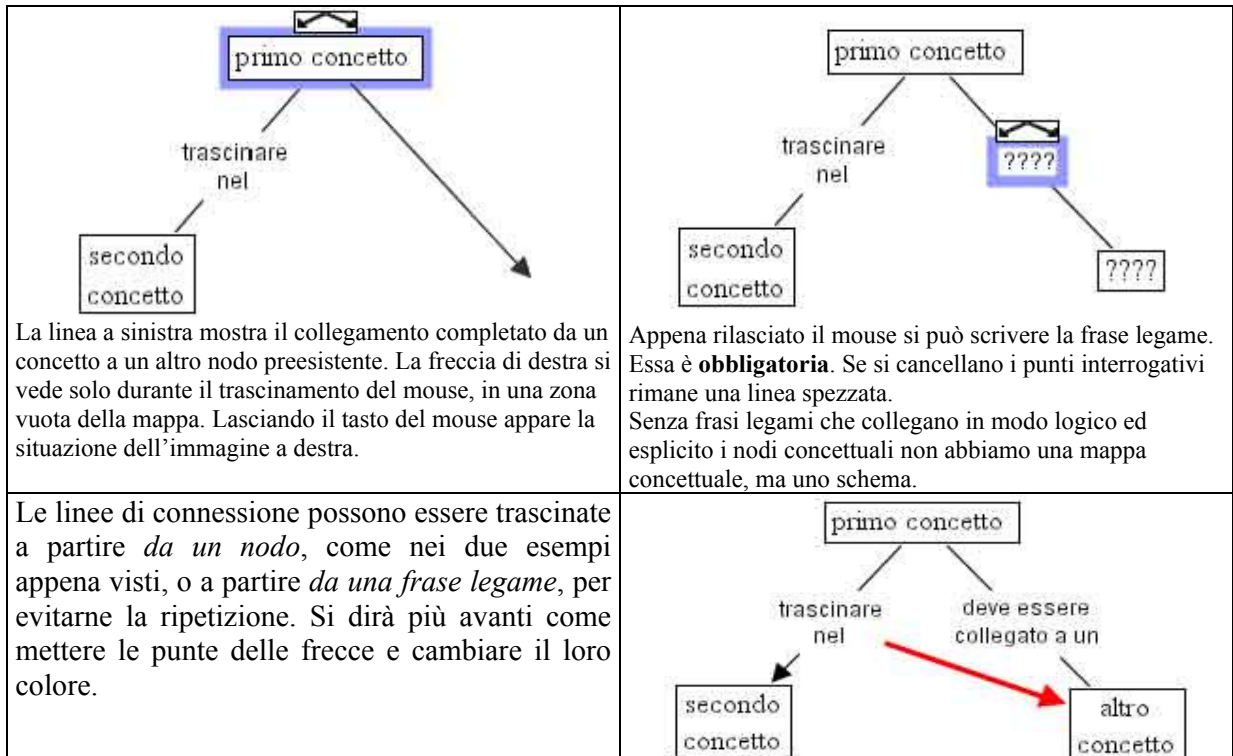 primo concetto
trascinare
nel
secondo
concetto
La linea a sinistra mostra il collegamento completato da un
concetto a un altro nodo preesistente. La freccia di destra si
vede solo durante il trascinamento del mouse, in una zona
vuota della mappa. Lasciando il tasto del mouse appare la
situazione dell’immagine a destra.
primo concetto
trascinare
nel
????
secondo
concetto
????
Appena rilasciato il mouse si può scrivere la frase legame.
Essa è obbligatoria. Se si cancellano i punti interrogativi
rimane una linea spezzata.
Senza frasi legami che collegano in modo logico ed
esplicito i nodi concettuali non abbiamo una mappa
concettuale, ma uno schema.
Le linee di connessione possono essere trascinate
a partire da un nodo, come nei due esempi
appena visti, o a partire da una frase legame, per
evitarne la ripetizione. Si dirà più avanti come
mettere le punte delle frecce e cambiare il loro
colore.
primo concetto
trascinare
nel
deve essere
collegato a un
secondo
concetto
altro
concetto